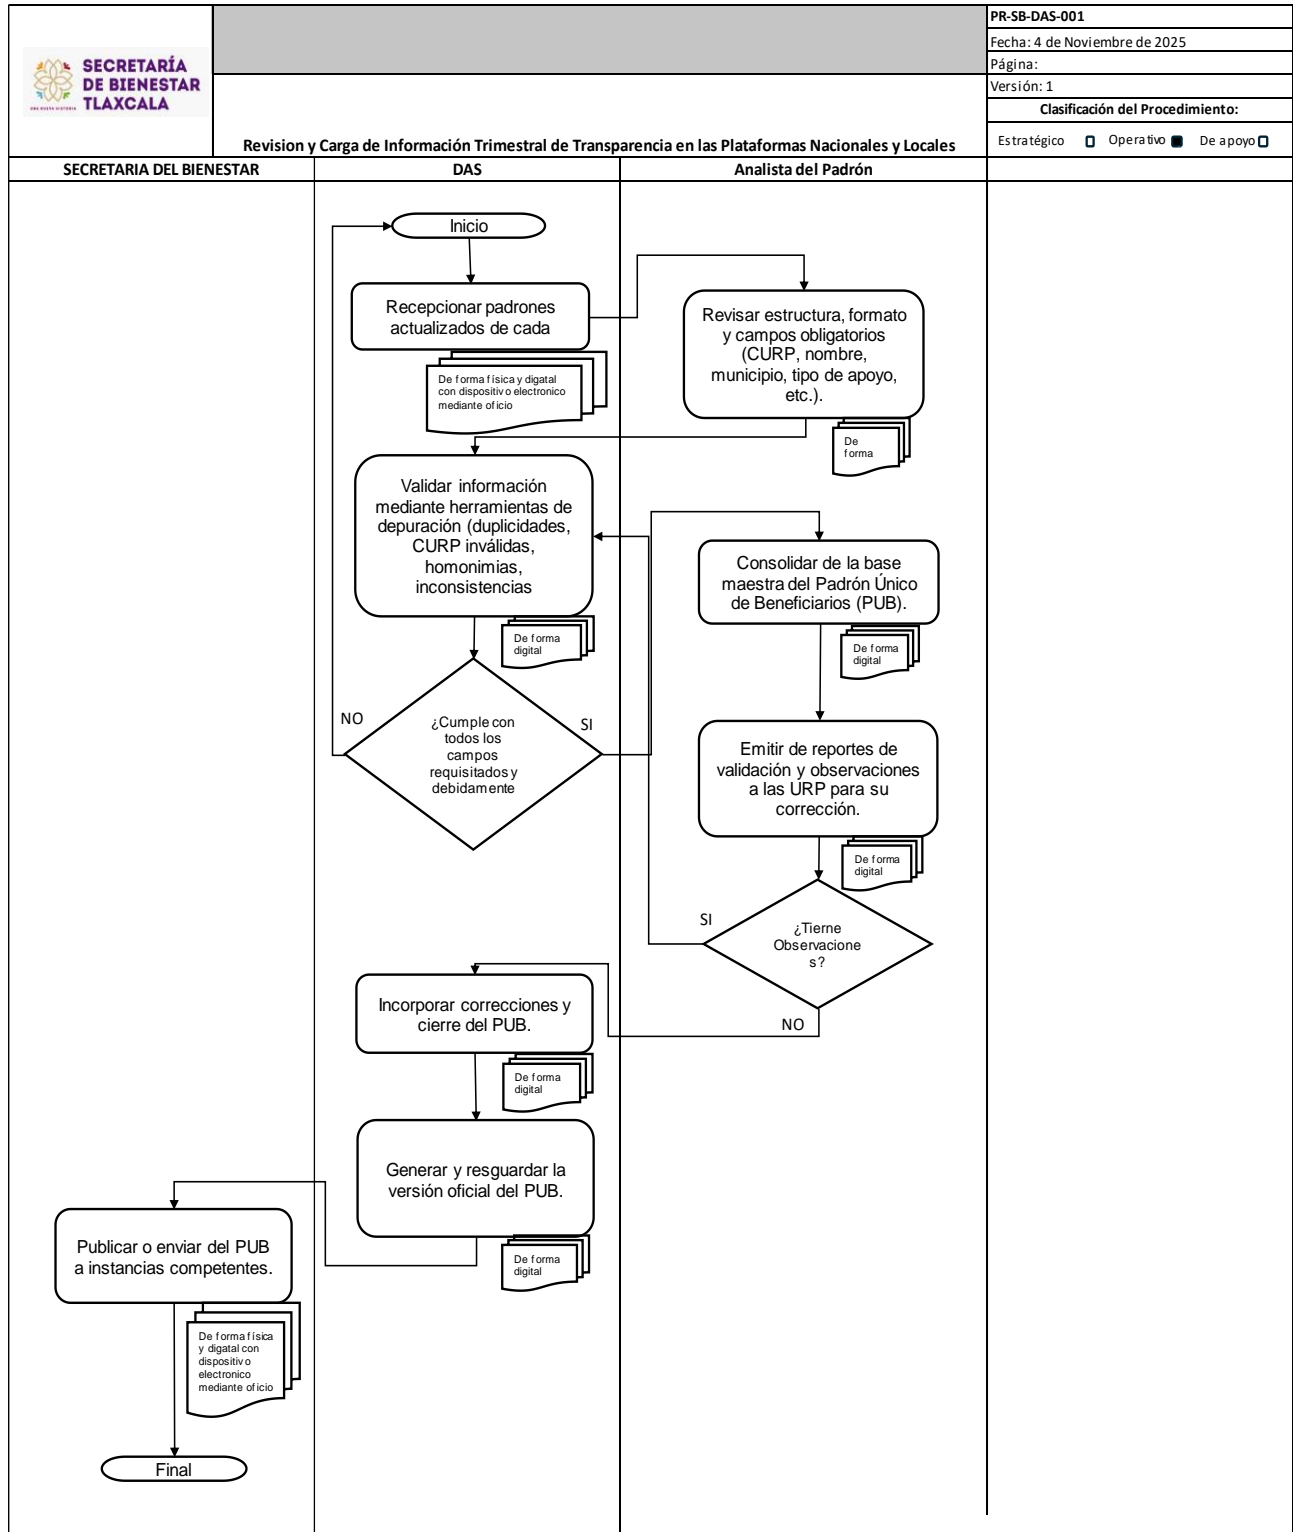 PR-SB-DAS-001
Fecha: 4 de Noviembre de 2025
Página:
Versión: 1
Clasificación del Procedimiento:
Estratégico Operativo De apoyo
SECRETARÍA
DE BIENESTAR
TLAXCALA
UNA NUEVA HISTORIA
Revision y Carga de Información Trimestral de Transparencia en las Plataformas Nacionales y Locales
SECRETARIA DEL BIENESTAR
DAS
Analista del Padrón
Inicio
Recepcionar padrones
actualizados de cada
De forma física y digatal
con dispositivo electronico
mediante oficio
Revisar estructura, formato
y campos obligatorios
(CURP, nombre,
municipio, tipo de apoyo,
etc.).
De
forma
Validar información
mediante herramientas de
depuración (duplicidades,
CURP inválidas,
homonimias,
inconsistencias
De forma
digital
Consolidar de la base
maestra del Padrón Único
de Beneficiarios (PUB).
De forma
digital
NO
¿Cumple con
todos los
campos
requisitados y
debidamente
SI
Emitir de reportes de
validación y observaciones
a las URP para su
corrección.
De forma
digital
SI
¿Tierne
Observacione
s?
NO
Incorporar correcciones y
cierre del PUB.
De forma
digital
Generar y resguardar la
versión oficial del PUB.
De forma
digital
Publicar o enviar del PUB
a instancias competentes.
De forma física
y digatal con
dispositivo
electronico
mediante oficio
Final